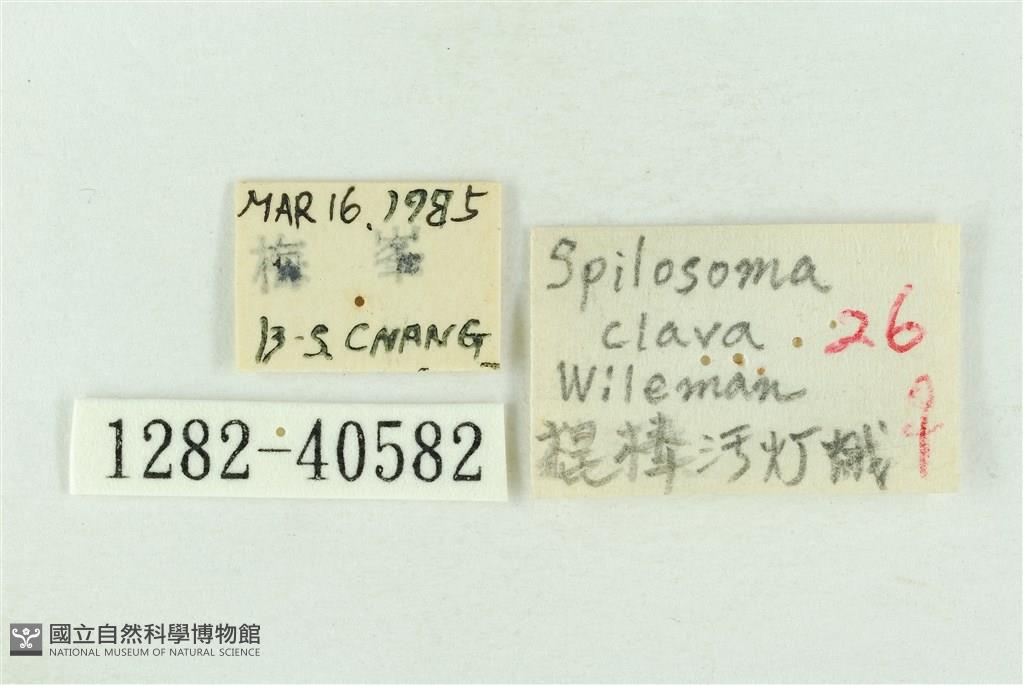 MAR 16. 1985
梅 峯
B-S. CHANG
1282-40582
Spilosoma
clava
Wileman
棍棒污灯蛾
26
♀
國立自然科學博物館
NATIONAL MUSEUM OF NATURAL SCIENCE